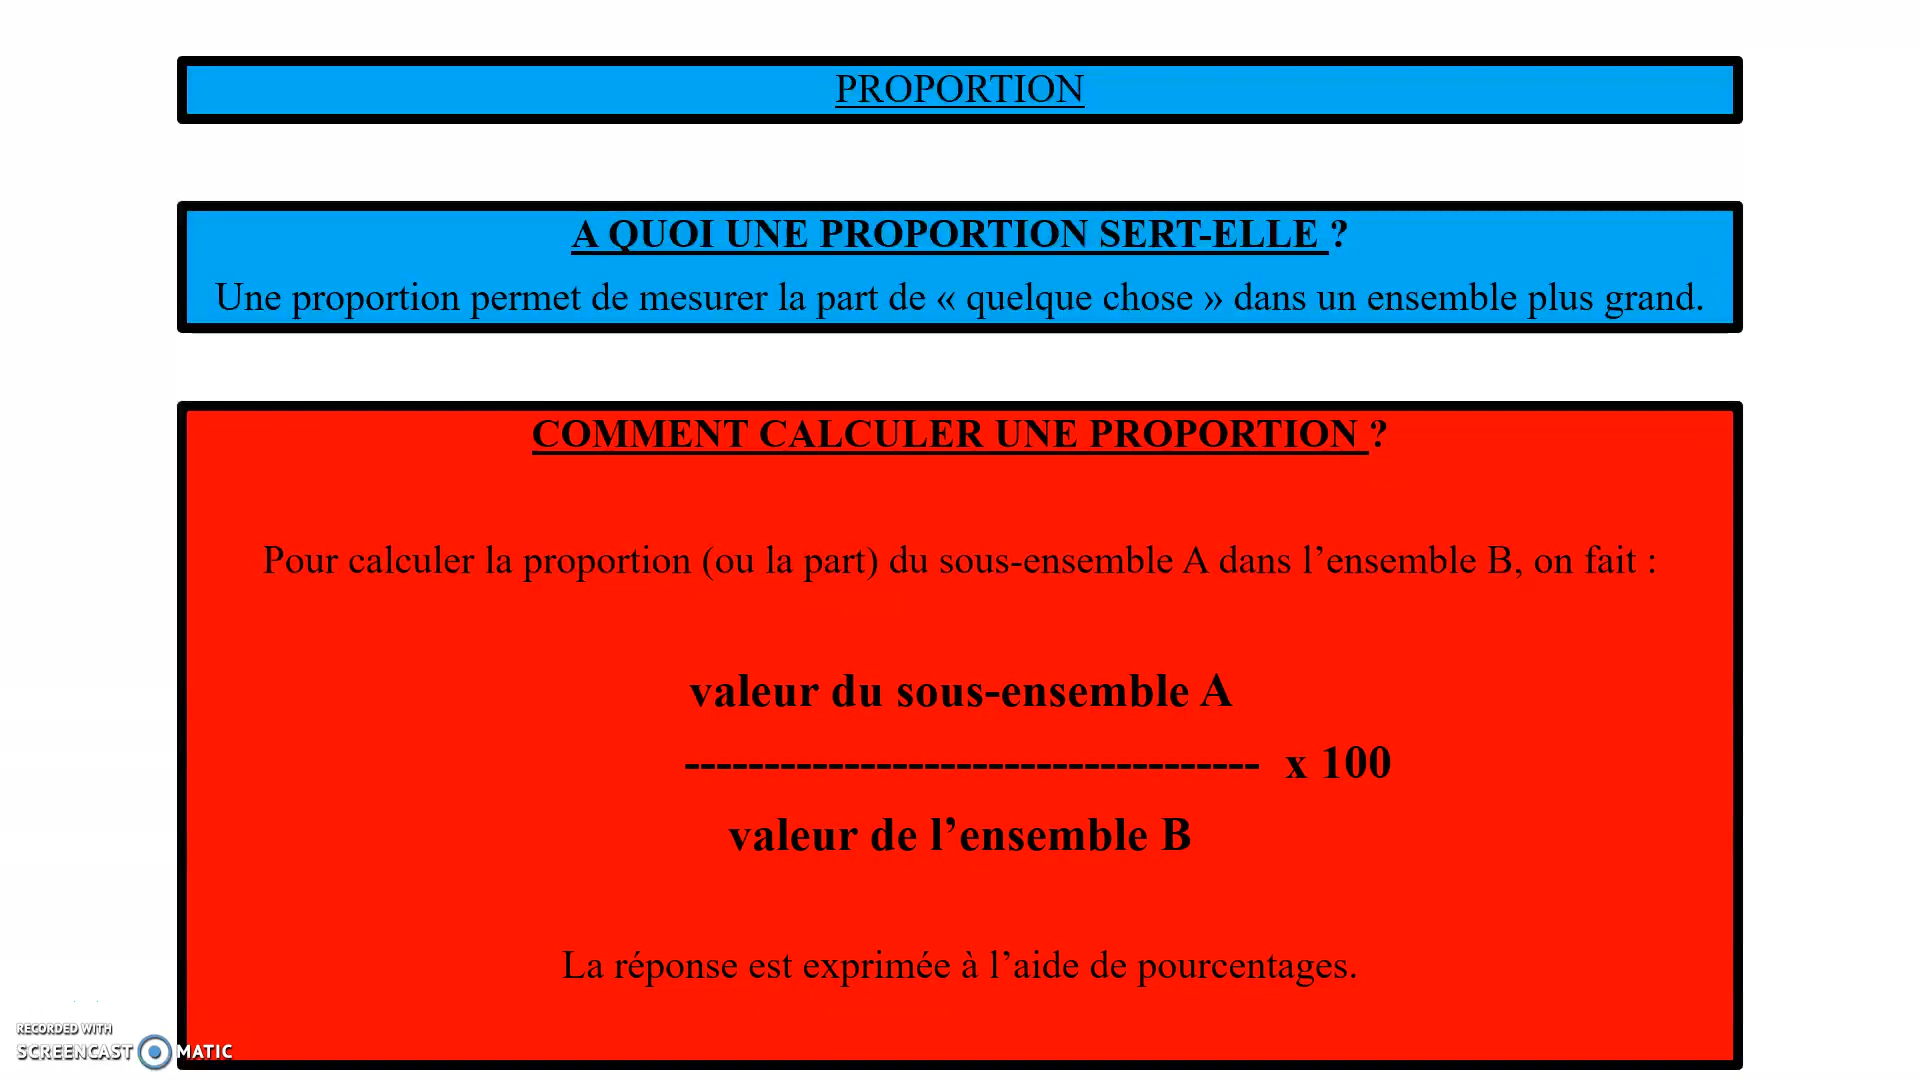 PROPORTION
A QUOI UNE PROPORTION SERT-ELLE ?
Une proportion permet de mesurer la part de « quelque chose » dans un ensemble plus grand.
COMMENT CALCULER UNE PROPORTION ?
Pour calculer la proportion (ou la part) du sous-ensemble A dans l’ensemble B, on fait :
valeur du sous-ensemble A
------------------------------------ x 100
valeur de l’ensemble B
La réponse est exprimée à l’aide de pourcentages.
RECORDED WITH
SCREENCAST MATIC